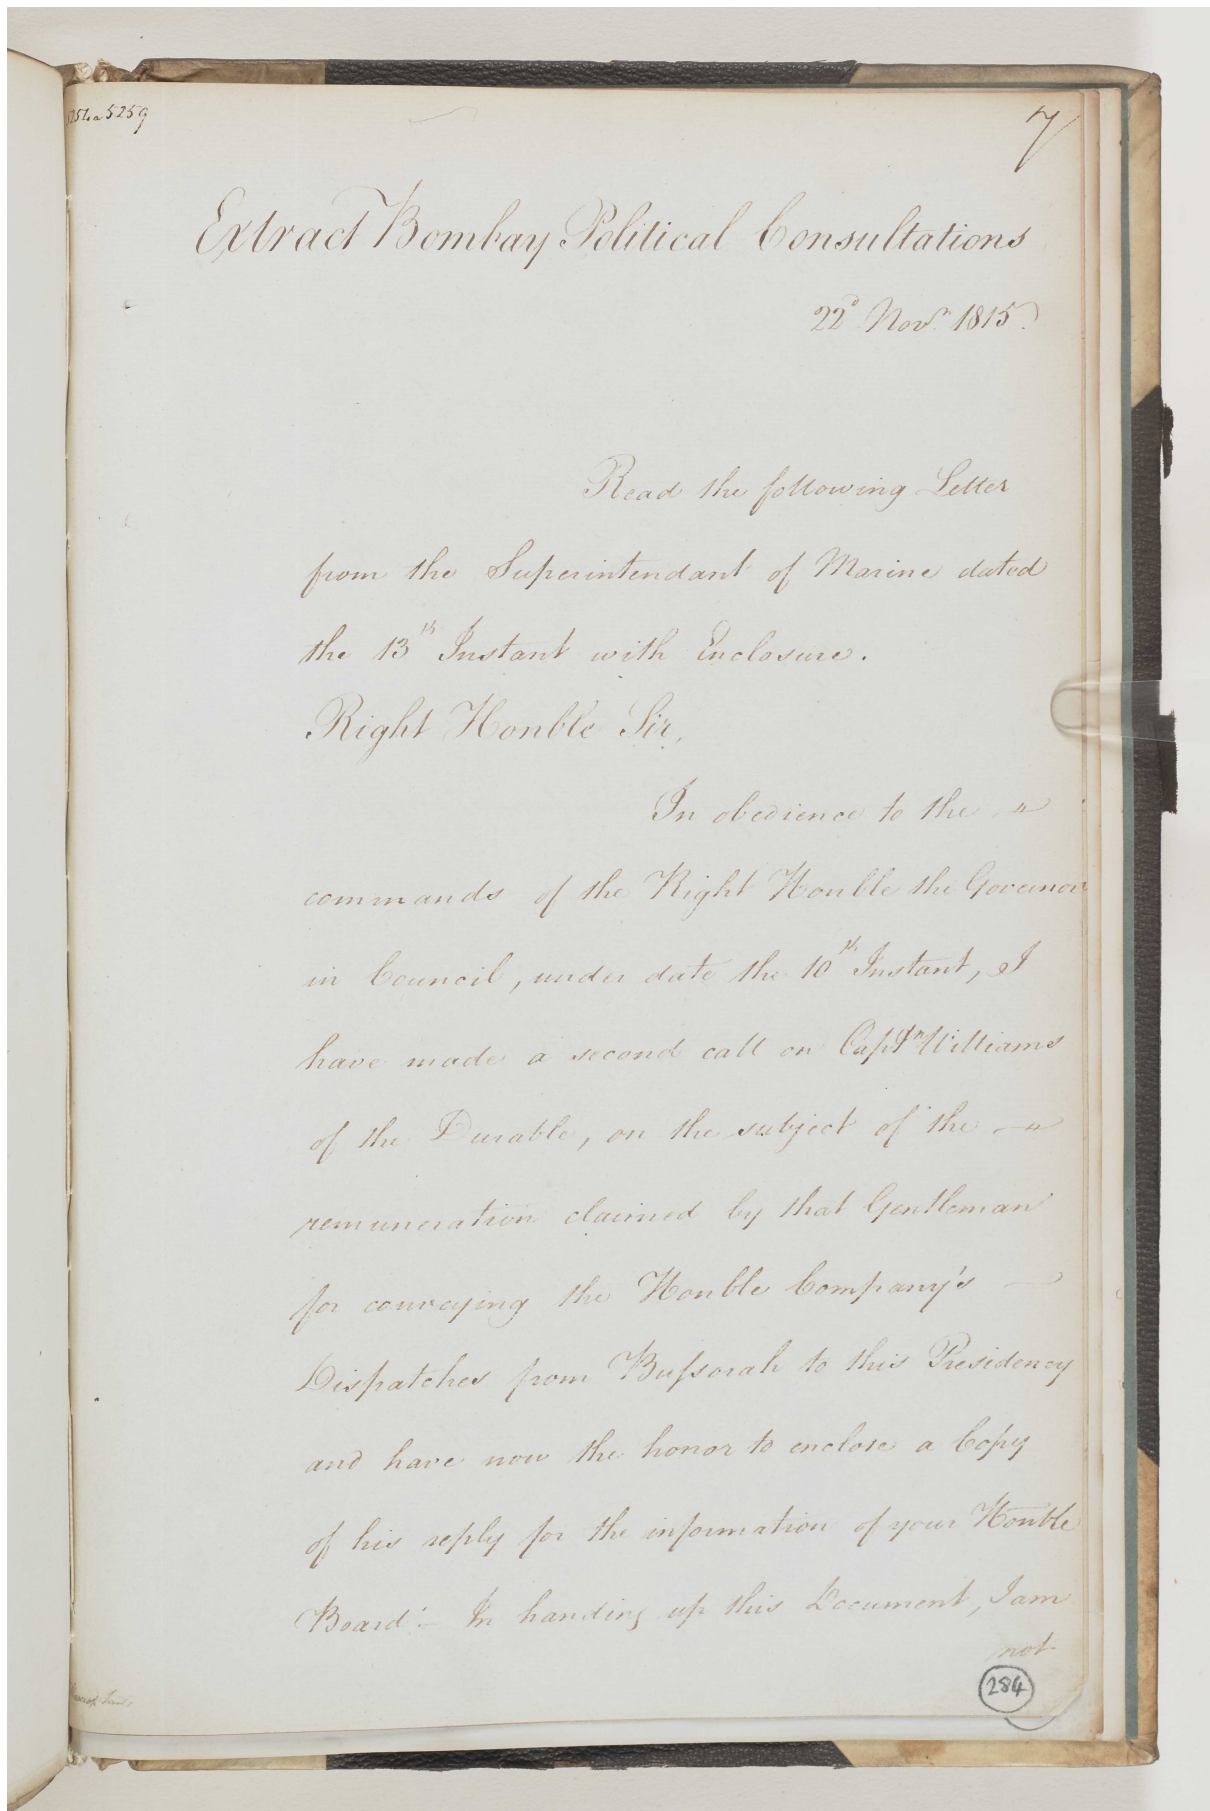 5254a5259
7
Extract Bombay Political Consultations
22d Novr. 1815.
Read the following Letter
from the Superintendant of Marine dated
the 13th Instant with Enclosure.
Right Honble Sir,
In obedience to the
commands of the Right Honble the Governor
in Council, under date the 10th Instant, I
have made a second call on Captn Williams
of the Durable, on the subject of the
remuneration claimed by that Gentleman
for conveying the Honble Company's
Dispatches from Bussorah to this Presidency
and have now the honor to enclose a Copy
of his reply for the information of your Honble
Board:- In handing up this Document, I am
not
284